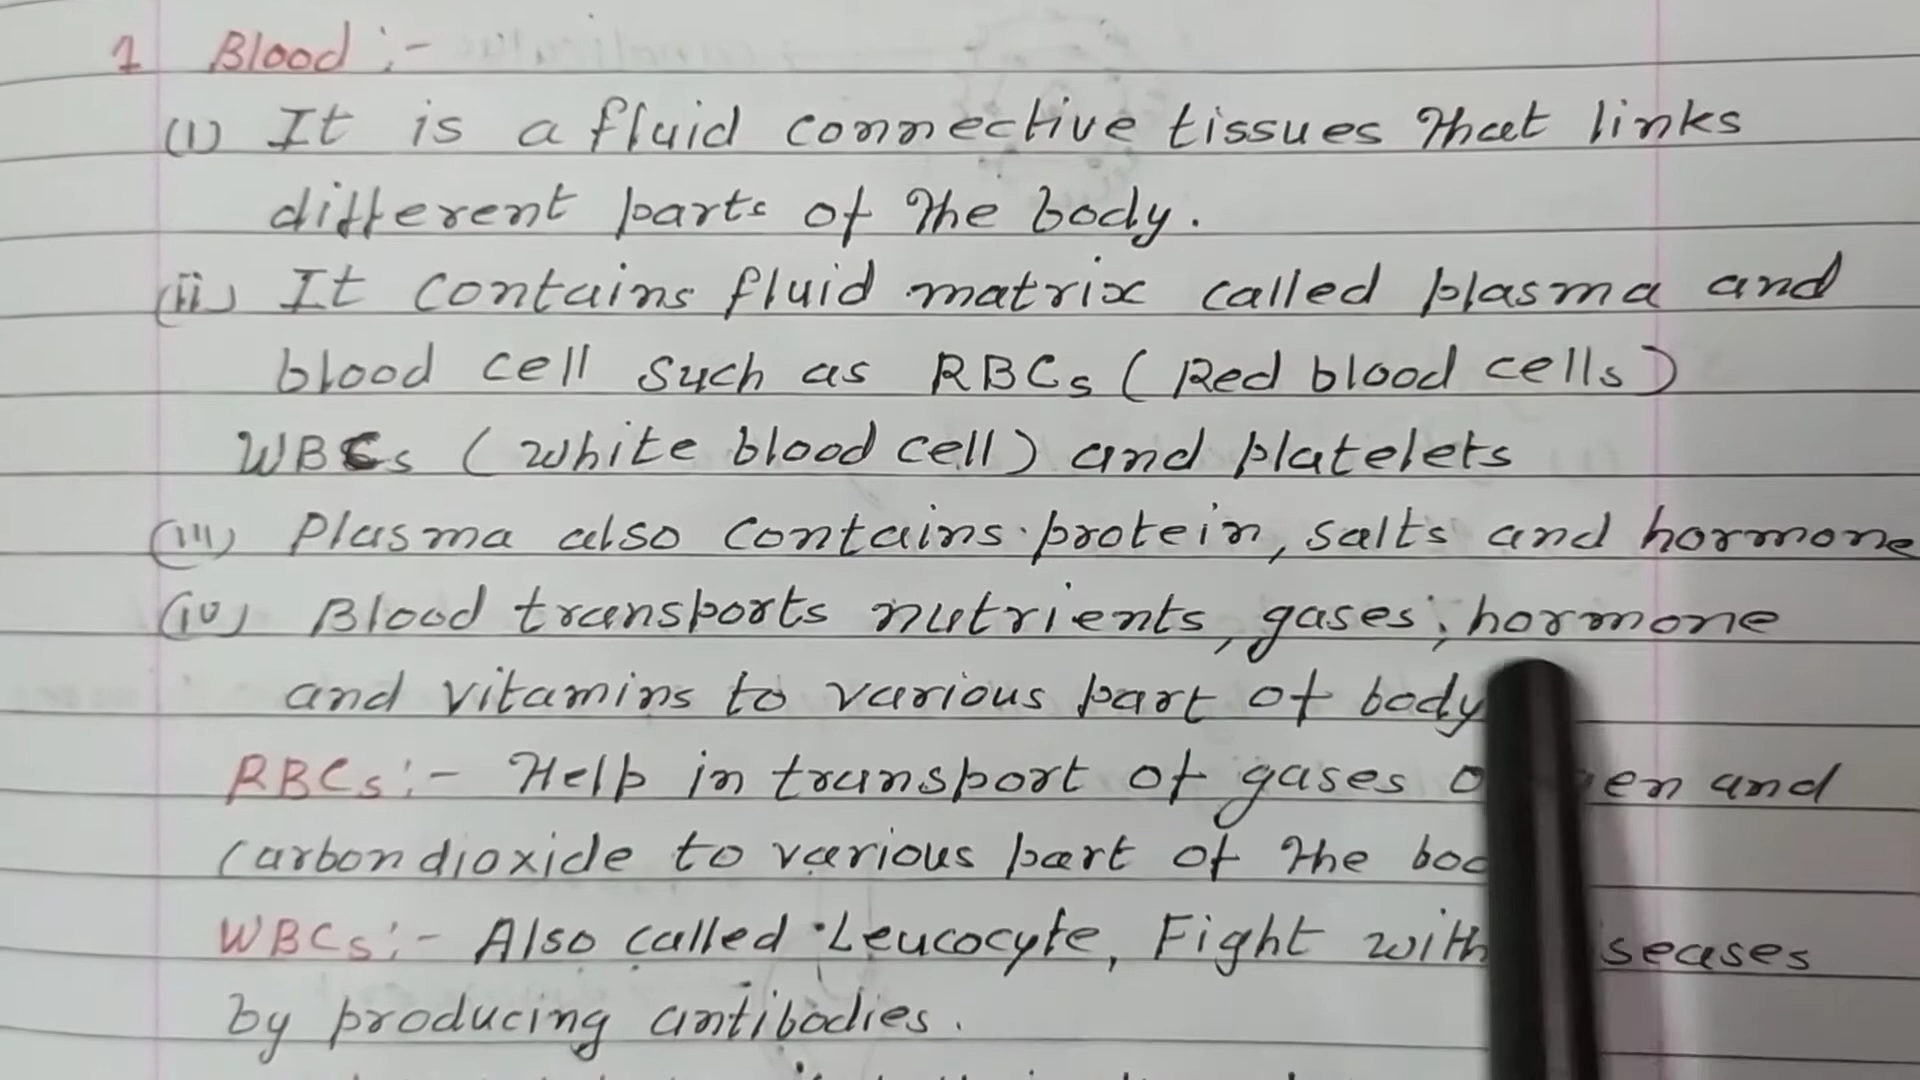 1 Blood :-
(i) It is a fluid connective tissues that links
different parts of the body.
(ii) It contains fluid matrix called plasma and
blood cell such as RBCs (Red blood cells)
WBCs (white blood cell) and platelets
(iii) Plasma also contains protein, salts and hormone
(iv) Blood transports nutrients, gases, hormone
and vitamins to various part of body
RBCs :- Help in transport of gases and
carbondioxide to various part of the
WBCs :- Also called Leucocyte, Fight with
by producing antibodies.